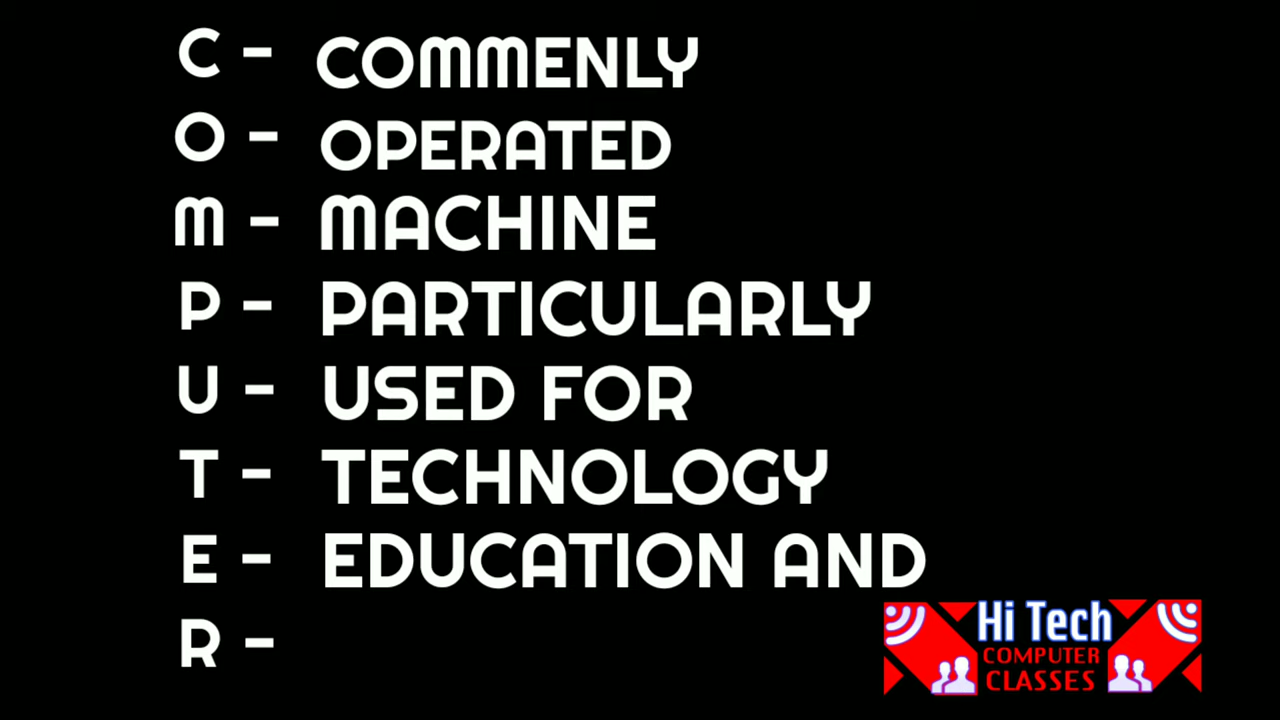 C - COMMENLY
O - OPERATED
M - MACHINE
P - PARTICULARLY
U - USED FOR
T - TECHNOLOGY
E - EDUCATION AND
R -
Hi Tech
COMPUTER
CLASSES